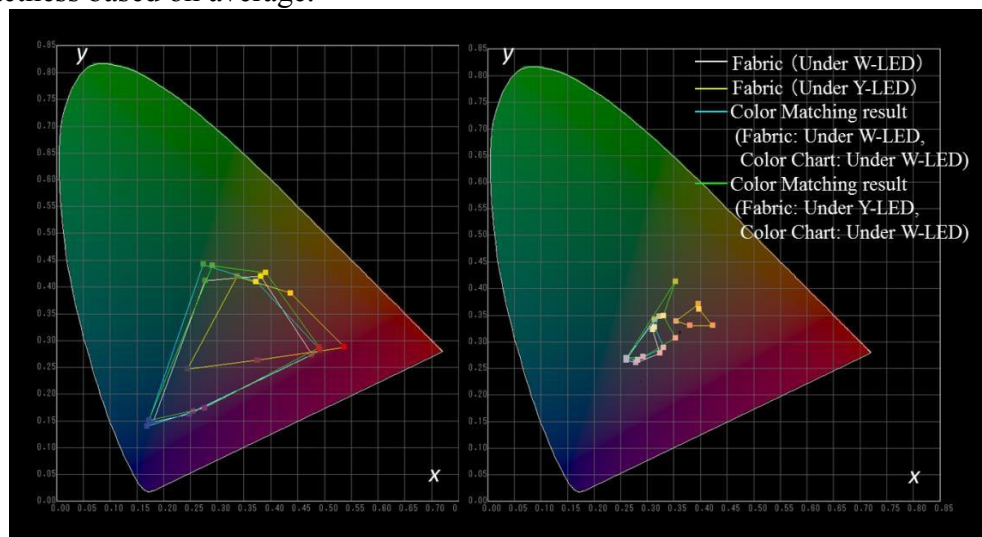 based on average.
y
0.85
0.80
0.75
0.70
0.65
0.60
0.55
0.50
0.45
0.40
0.35
0.30
0.25
0.20
0.15
0.10
0.05
0.00
0.00 0.05 0.10 0.15 0.20 0.25 0.30 0.35 0.40 0.45 0.50 0.55 0.60 0.65 0.70
x
y
0.85
0.80
0.75
0.70
0.65
0.60
0.55
0.50
0.45
0.40
0.35
0.30
0.25
0.20
0.15
0.10
0.05
0.00
0.00 0.05 0.10 0.15 0.20 0.25 0.30 0.35 0.40 0.45 0.50 0.55 0.60 0.65 0.70 0.75 0.80 0.85
x
Fabric (Under W-LED)
Fabric (Under Y-LED)
Color Matching result
(Fabric: Under W-LED,
Color Chart: Under W-LED)
Color Matching result
(Fabric: Under Y-LED,
Color Chart: Under W-LED)